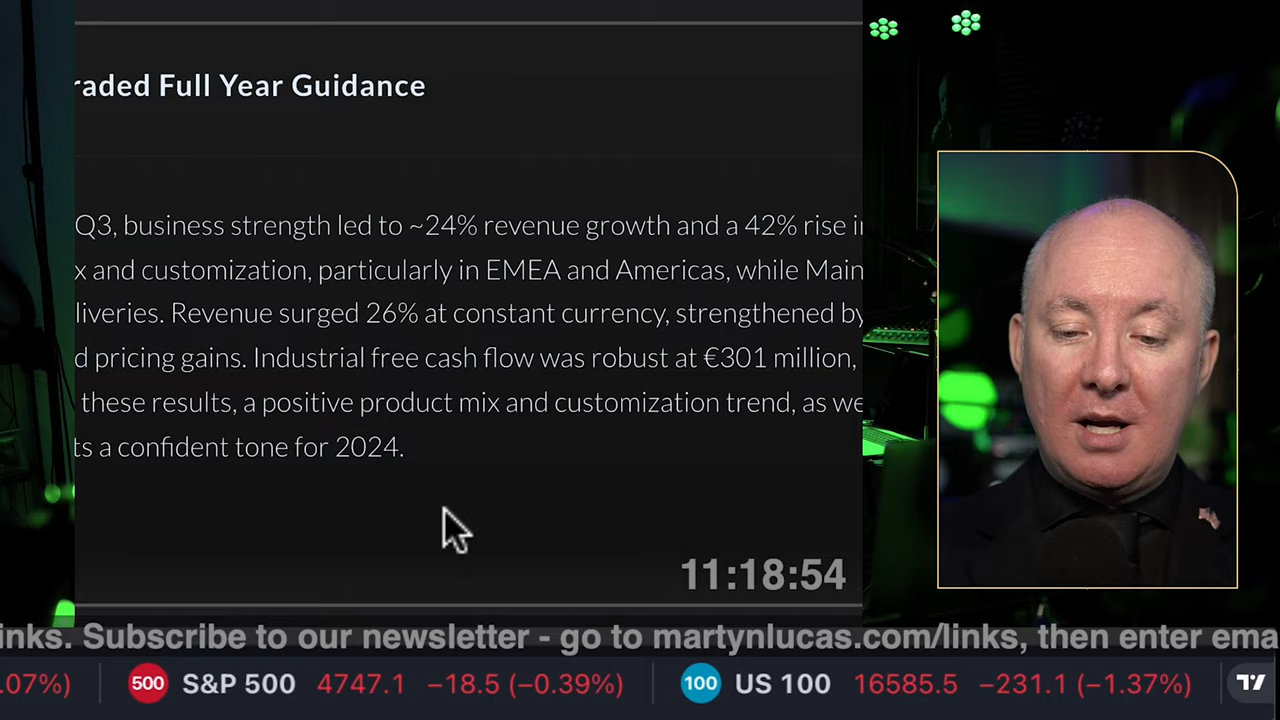 raded Full Year Guidance
Q3, business strength led to ~24% revenue growth and a 42% rise in
x and customization, particularly in EMEA and Americas, while Main
liveries. Revenue surged 26% at constant currency, strengthened by
d pricing gains. Industrial free cash flow was robust at €301 million,
these results, a positive product mix and customization trend, as we
ts a confident tone for 2024.
11:18:54
inks. Subscribe to our newsletter - go to martynlucas.com/links, then enter ema
.07%) 500 S&P 500 4747.1 −18.5 (−0.39%) 100 US 100 16585.5 −231.1 (−1.37%)